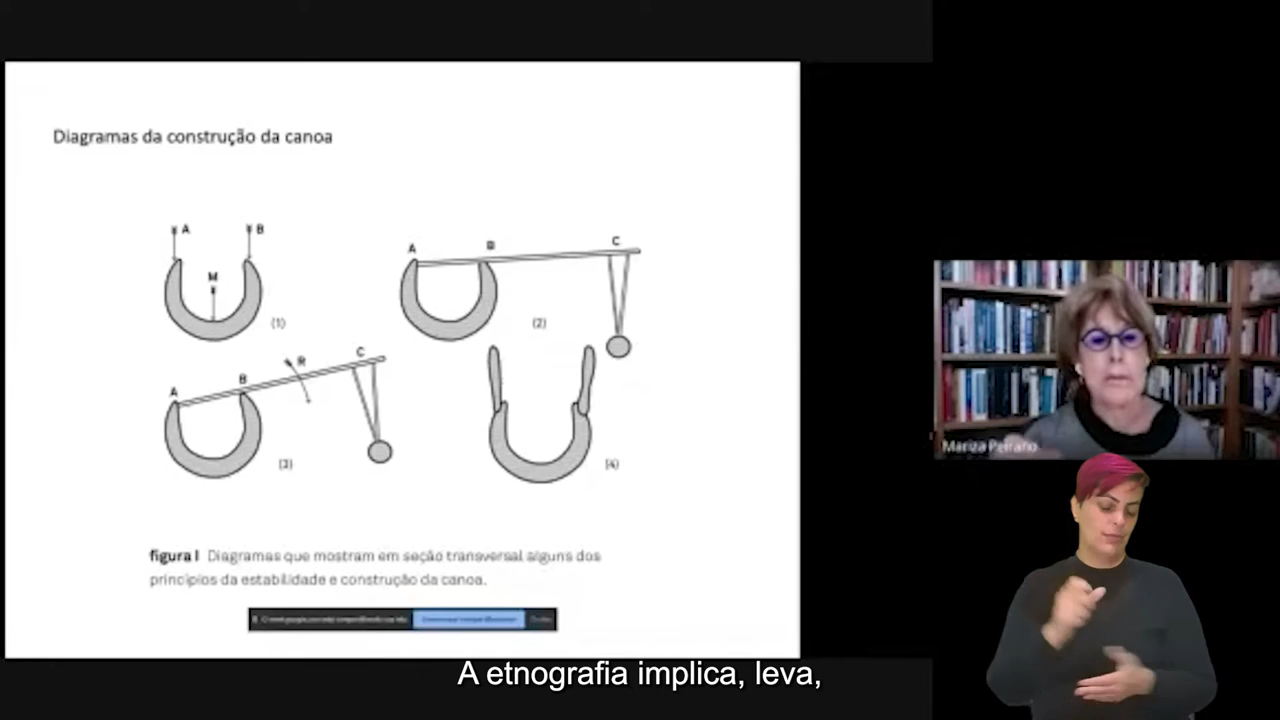 Diagramas da construção da canoa
A
B
M
(1)
A
B
C
(2)
A
B
R
C
(3)
(4)
figura I Diagramas que mostram em seção transversal alguns dos
princípios da estabilidade e construção da canoa.
Mariza Peirano
A etnografia implica, leva,